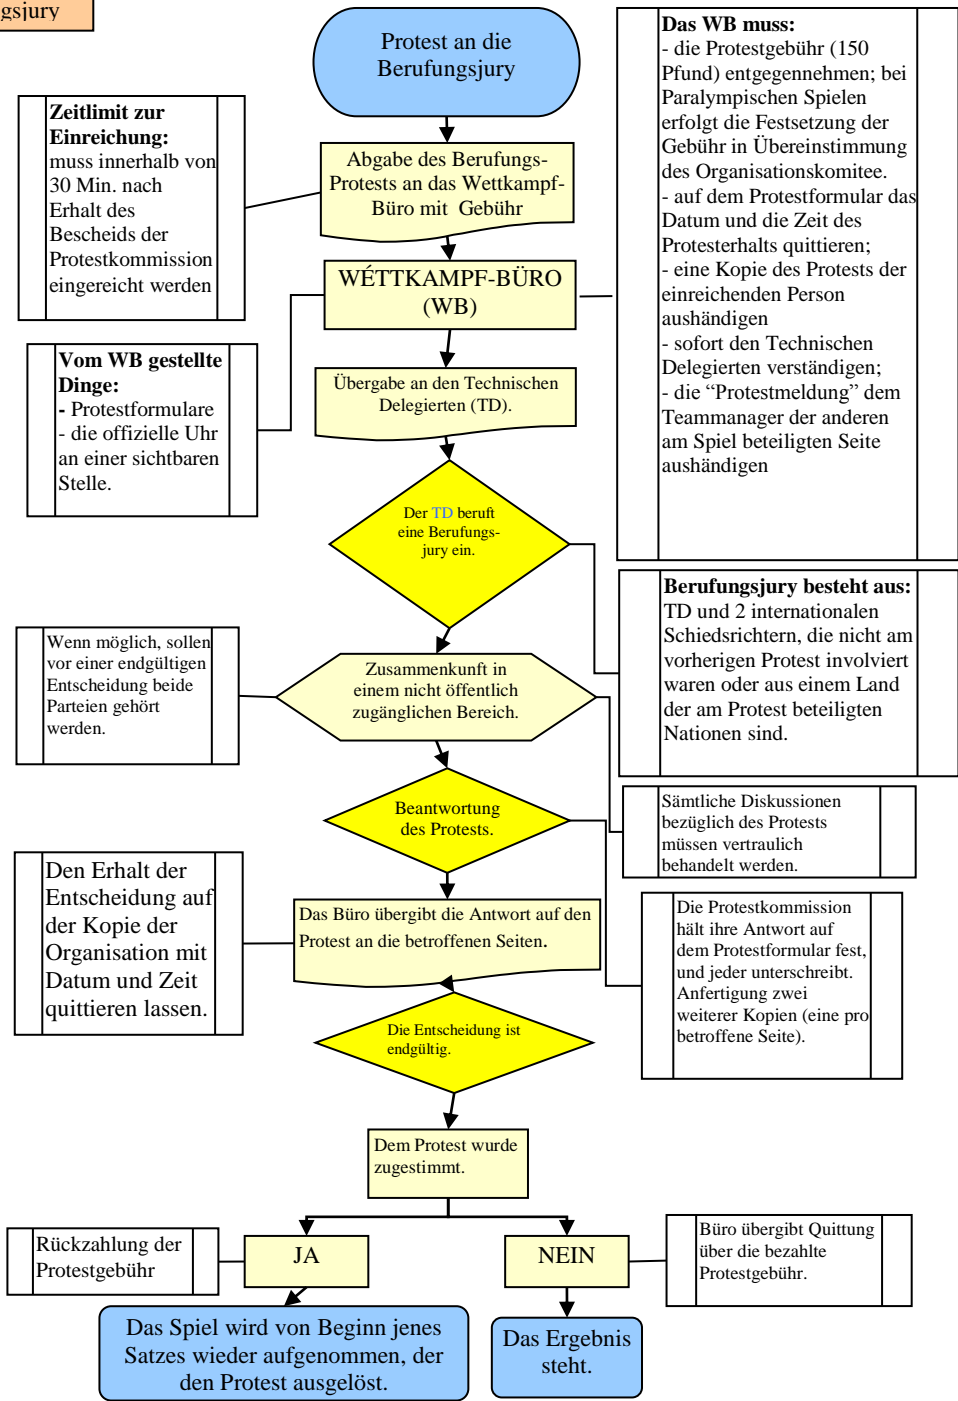 gsjury
Protest an die
Berufungsjury
Das WB muss:
- die Protestgebühr (150
Pfund) entgegennehmen; bei
Paralympischen Spielen
erfolgt die Festsetzung der
Gebühr in Übereinstimmung
des Organisationskomitee.
- auf dem Protestformular das
Datum und die Zeit des
Protesterhalts quittieren;
- eine Kopie des Protests der
einreichenden Person
aushändigen
- sofort den Technischen
Delegierten verständigen;
- die “Protestmeldung” dem
Teammanager der anderen
am Spiel beteiligten Seite
aushändigen
Zeitlimit zur
Einreichung:
muss innerhalb von
30 Min. nach
Erhalt des
Bescheids der
Protestkommission
eingereicht werden
Abgabe des Berufungs-
Protests an das Wettkampf-
Büro mit Gebühr
WÉTTKAMPF-BÜRO
(WB)
Vom WB gestellte
Dinge:
- Protestformulare
- die offizielle Uhr
an einer sichtbaren
Stelle.
Übergabe an den Technischen
Delegierten (TD).
Der TD beruft
eine Berufungs-
jury ein.
Berufungsjury besteht aus:
TD und 2 internationalen
Schiedsrichtern, die nicht am
vorherigen Protest involviert
waren oder aus einem Land
der am Protest beteiligten
Nationen sind.
Wenn möglich, sollen
vor einer endgültigen
Entscheidung beide
Parteien gehört
werden.
Zusammenkunft in
einem nicht öffentlich
zugänglichen Bereich.
Sämtliche Diskussionen
bezüglich des Protests
müssen vertraulich
behandelt werden.
Beantwortung
des Protests.
Den Erhalt der
Entscheidung auf
der Kopie der
Organisation mit
Datum und Zeit
quittieren lassen.
Das Büro übergibt die Antwort auf den
Protest an die betroffenen Seiten.
Die Protestkommission
hält ihre Antwort auf
dem Protestformular fest,
und jeder unterschreibt.
Anfertigung zwei
weiterer Kopien (eine pro
betroffene Seite).
Die Entscheidung ist
endgültig.
Dem Protest wurde
zugestimmt.
Rückzahlung der
Protestgebühr
JA
NEIN
Büro übergibt Quittung
über die bezahlte
Protestgebühr.
Das Spiel wird von Beginn jenes
Satzes wieder aufgenommen, der
den Protest ausgelöst.
Das Ergebnis
steht.